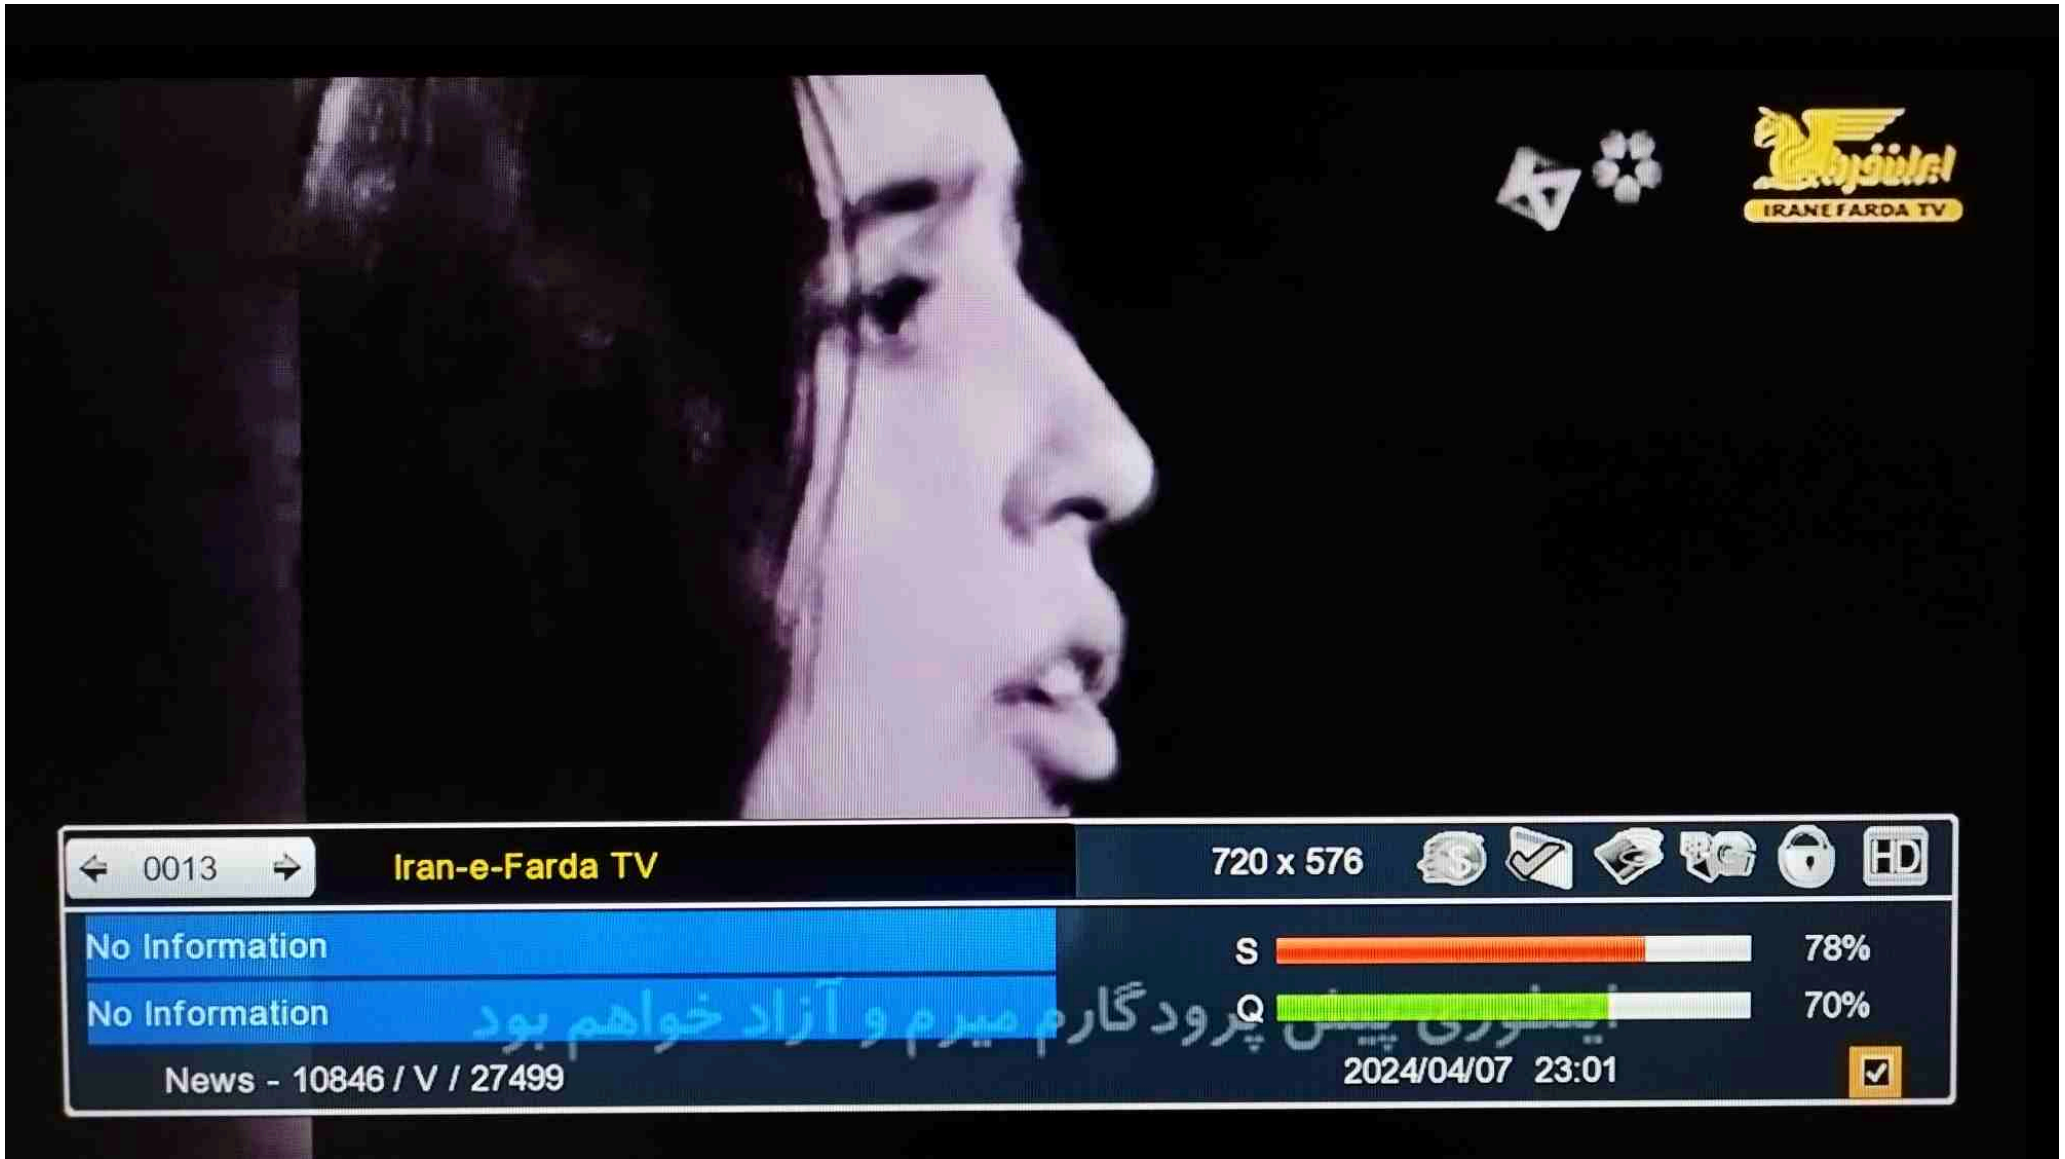 ایران فردا
IRANE FARDA TV
0013
Iran-e-Farda TV
720 x 576
HD
No Information
S
78%
No Information
اینطوری پیش پرودگارم میرم و آزاد خواهم بود
Q
70%
News - 10846 / V / 27499
2024/04/07 23:01